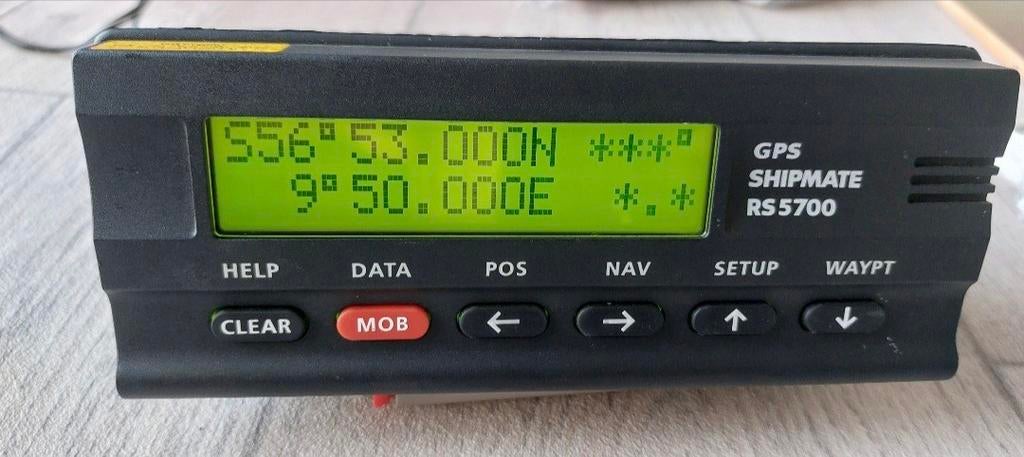 S56°53.000N ***°
9°50.000E *.*
GPS
SHIPMATE
RS5700
HELP DATA POS NAV SETUP WAYPT
CLEAR MOB ← → ↑ ↓